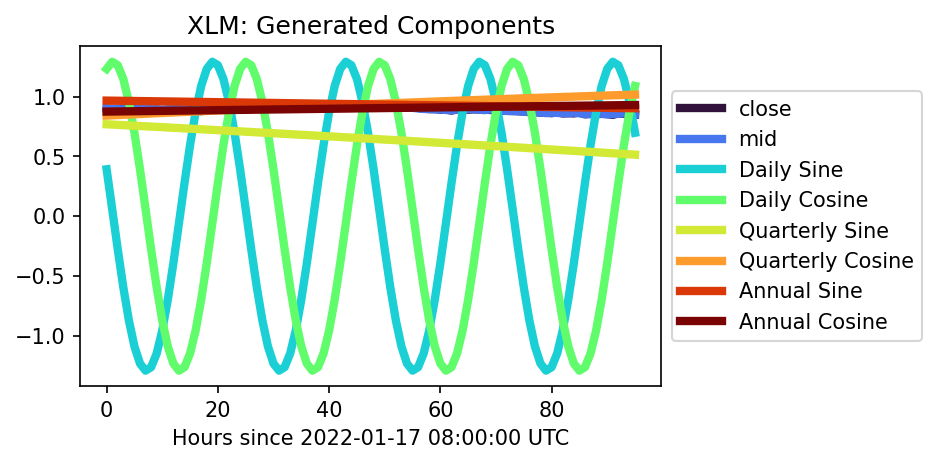 XLM: Generated Components
1.0
0.5
0.0
−0.5
−1.0
0
20
40
60
80
Hours since 2022-01-17 08:00:00 UTC
close
mid
Daily Sine
Daily Cosine
Quarterly Sine
Quarterly Cosine
Annual Sine
Annual Cosine